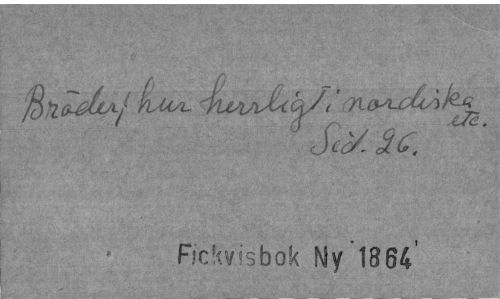 Bröder, hur herrligt i nordiska
etc.
Sid. 26.
Fickvisbok Ny '1864'